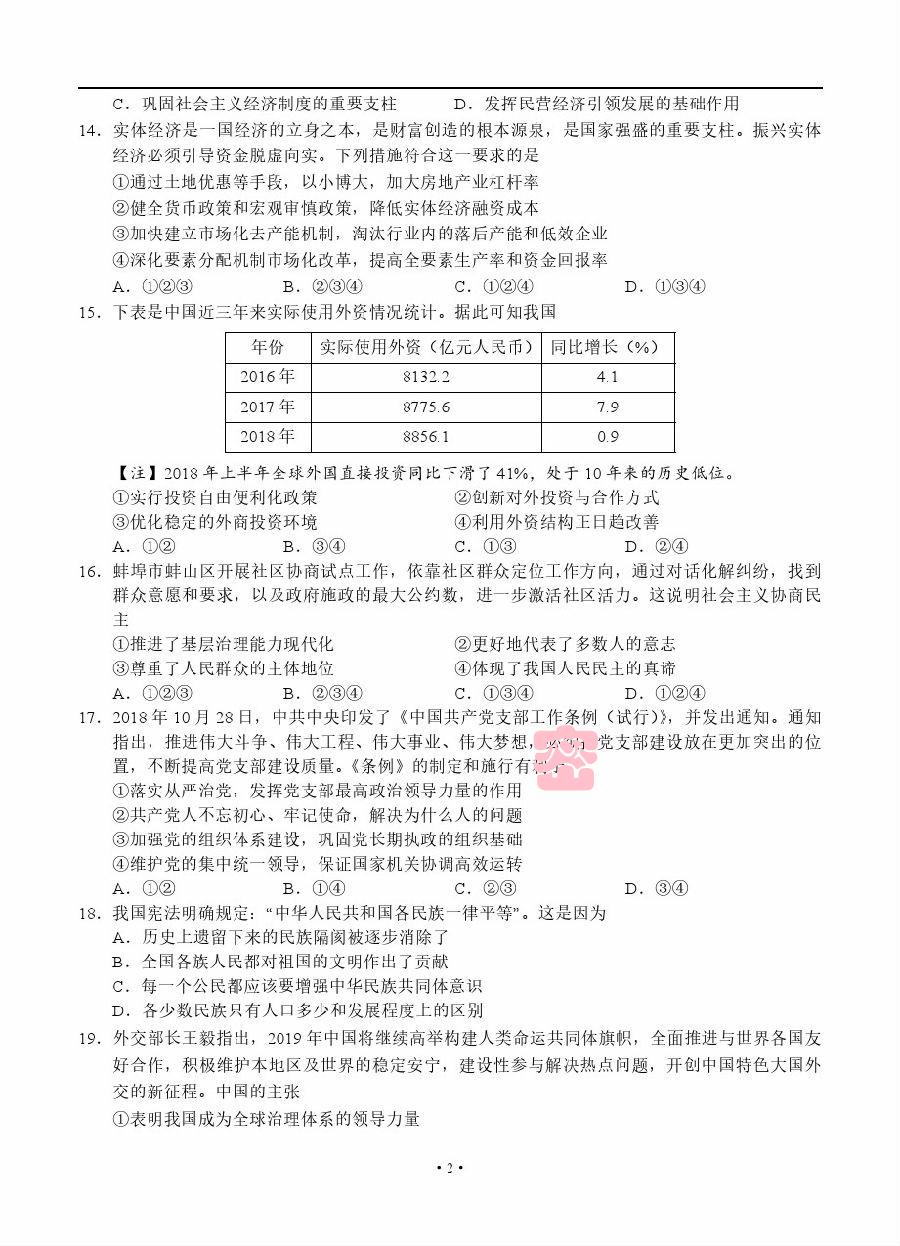 C．巩固社会主义经济制度的重要支柱 D．发挥民营经济引领发展的基础作用
14．实体经济是一国经济的立身之本，是财富创造的根本源泉，是国家强盛的重要支柱。振兴实体
经济必须引导资金脱虚向实。下列措施符合这一要求的是
①通过土地优惠等手段，以小博大，加大房地产业杠杆率
②健全货币政策和宏观审慎政策，降低实体经济融资成本
③加快建立市场化去产能机制，淘汰行业内的落后产能和低效企业
④深化要素分配机制市场化改革，提高全要素生产率和资金回报率
A．①②③ B．②③④ C．①②④ D．①③④
15．下表是中国近三年来实际使用外资情况统计。据此可知我国
年份 实际使用外资（亿元人民币） 同比增长（%）
2016年 8132.2 4.1
2017年 8775.6 7.9
2018年 8856.1 0.9
【注】2018年上半年全球外国直接投资同比下滑了41%，处于10年来的历史低位。
①实行投资自由便利化政策 ②创新对外投资与合作方式
③优化稳定的外商投资环境 ④利用外资结构正日趋改善
A．①② B．③④ C．①③ D．②④
16．蚌埠市蚌山区开展社区协商试点工作，依靠社区群众定位工作方向，通过对话化解纠纷，找到
群众意愿和要求，以及政府施政的最大公约数，进一步激活社区活力。这说明社会主义协商民
主
①推进了基层治理能力现代化 ②更好地代表了多数人的意志
③尊重了人民群众的主体地位 ④体现了我国人民民主的真谛
A．①②③ B．②③④ C．①③④ D．①②④
17．2018年10月28日，中共中央印发了《中国共产党支部工作条例（试行）》，并发出通知。通知
指出，推进伟大斗争、伟大工程、伟大事业、伟大梦想，党支部建设放在更加突出的位
置，不断提高党支部建设质量。《条例》的制定和施行有
①落实从严治党，发挥党支部最高政治领导力量的作用
②共产党人不忘初心、牢记使命，解决为什么人的问题
③加强党的组织体系建设，巩固党长期执政的组织基础
④维护党的集中统一领导，保证国家机关协调高效运转
A．①② B．①④ C．②③ D．③④
18．我国宪法明确规定：“中华人民共和国各民族一律平等”。这是因为
A．历史上遗留下来的民族隔阂被逐步消除了
B．全国各族人民都对祖国的文明作出了贡献
C．每一个公民都应该要增强中华民族共同体意识
D．各少数民族只有人口多少和发展程度上的区别
19．外交部长王毅指出，2019年中国将继续高举构建人类命运共同体旗帜，全面推进与世界各国友
好合作，积极维护本地区及世界的稳定安宁，建设性参与解决热点问题，开创中国特色大国外
交的新征程。中国的主张
①表明我国成为全球治理体系的领导力量
·2·